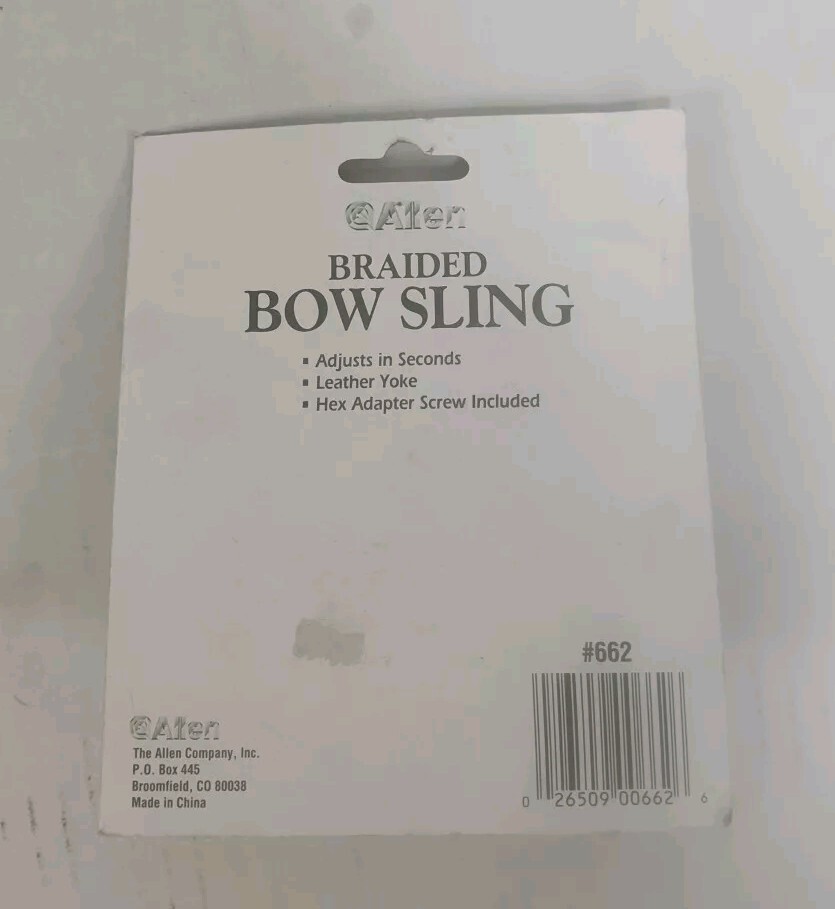 Allen
BRAIDED
BOW SLING
▪ Adjusts in Seconds
▪ Leather Yoke
▪ Hex Adapter Screw Included
#662
0 26509 00662 6
Allen
The Allen Company, Inc.
P.O. Box 445
Broomfield, CO 80038
Made in China